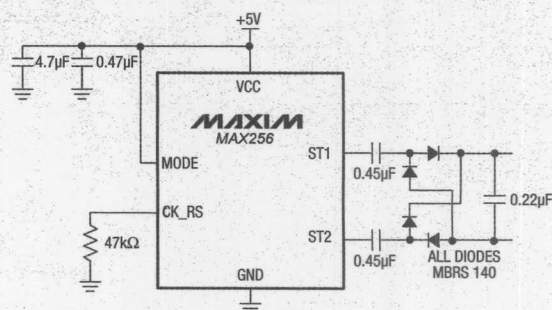 +5V
4.7µF
0.47µF
VCC
MAXIM
MAX256
ST1
0.45µF
MODE
0.22µF
CK_RS
47kΩ
ST2
0.45µF
ALL DIODES
MBRS 140
GND